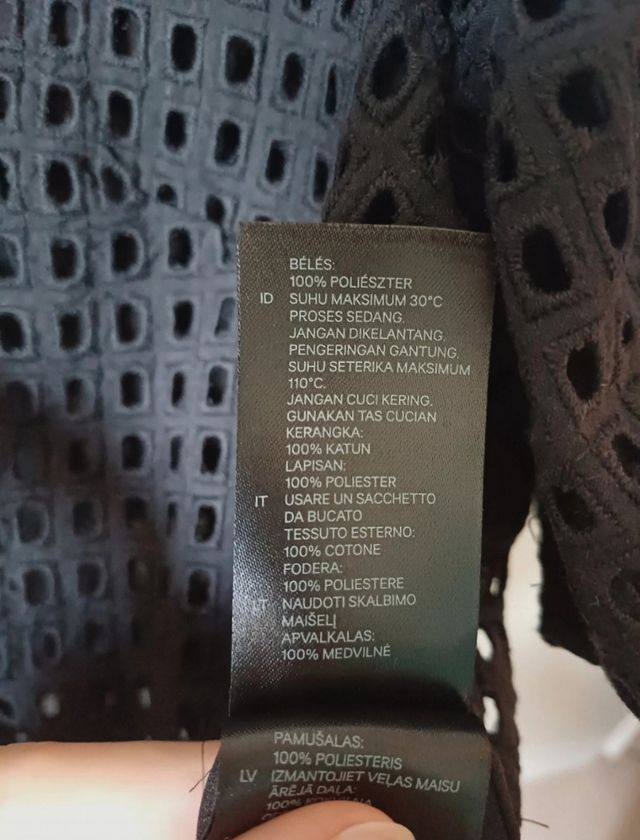 BÉLÉS:
100% POLIÉSZTER
ID SUHU MAKSIMUM 30°C
PROSES SEDANG.
JANGAN DIKELANTANG.
PENGERINGAN GANTUNG.
SUHU SETERIKA MAKSIMUM
110°C.
JANGAN CUCI KERING.
GUNAKAN TAS CUCIAN
KERANGKA:
100% KATUN
LAPISAN:
100% POLIESTER
IT USARE UN SACCHETTO
DA BUCATO
TESSUTO ESTERNO:
100% COTONE
FODERA:
100% POLIESTERE
LT NAUDOTI SKALBIMO
MAIŠELĮ
APVALKALAS:
100% MEDVILNĖ
PAMUŠALAS:
100% POLIESTERIS
LV IZMANTOJIET VEĻAS MAISU
ĀRĒJĀ DAĻA:
100%